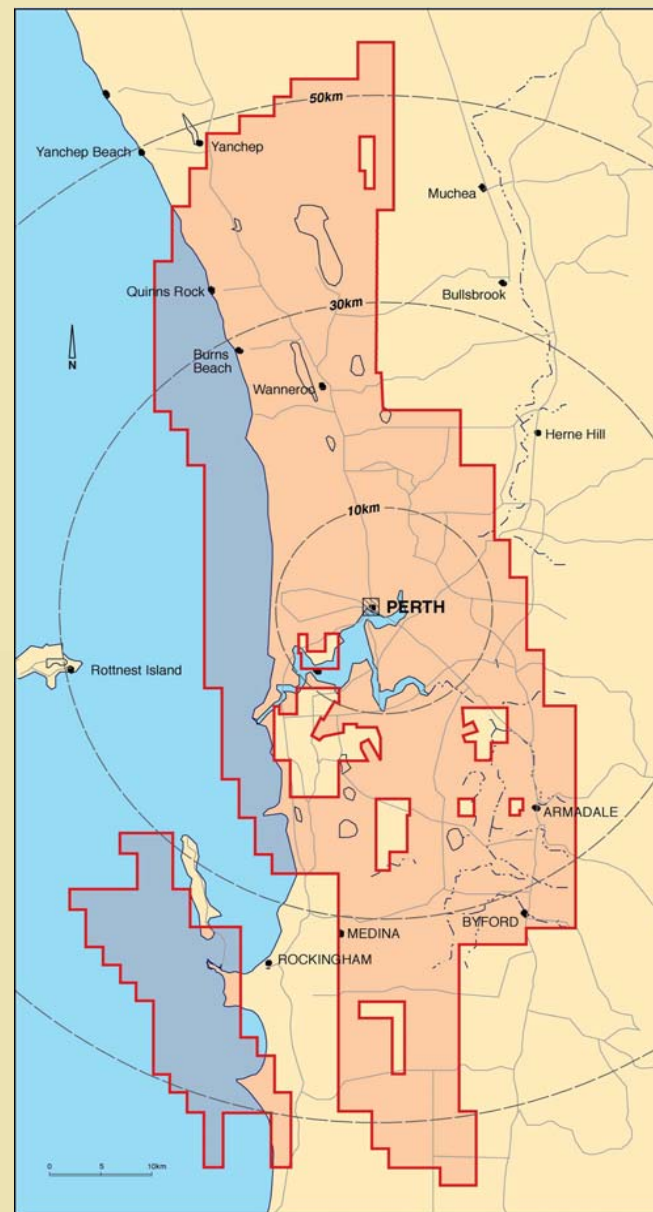 50km
Yanchep
Yanchep Beach
Muchea
Bullsbrook
Quinns Rock
30km
Burns
Beach
Wanneroo
N
Herne Hill
10km
PERTH
Rottnest Island
ARMADALE
BYFORD
MEDINA
ROCKINGHAM
0 5 10km